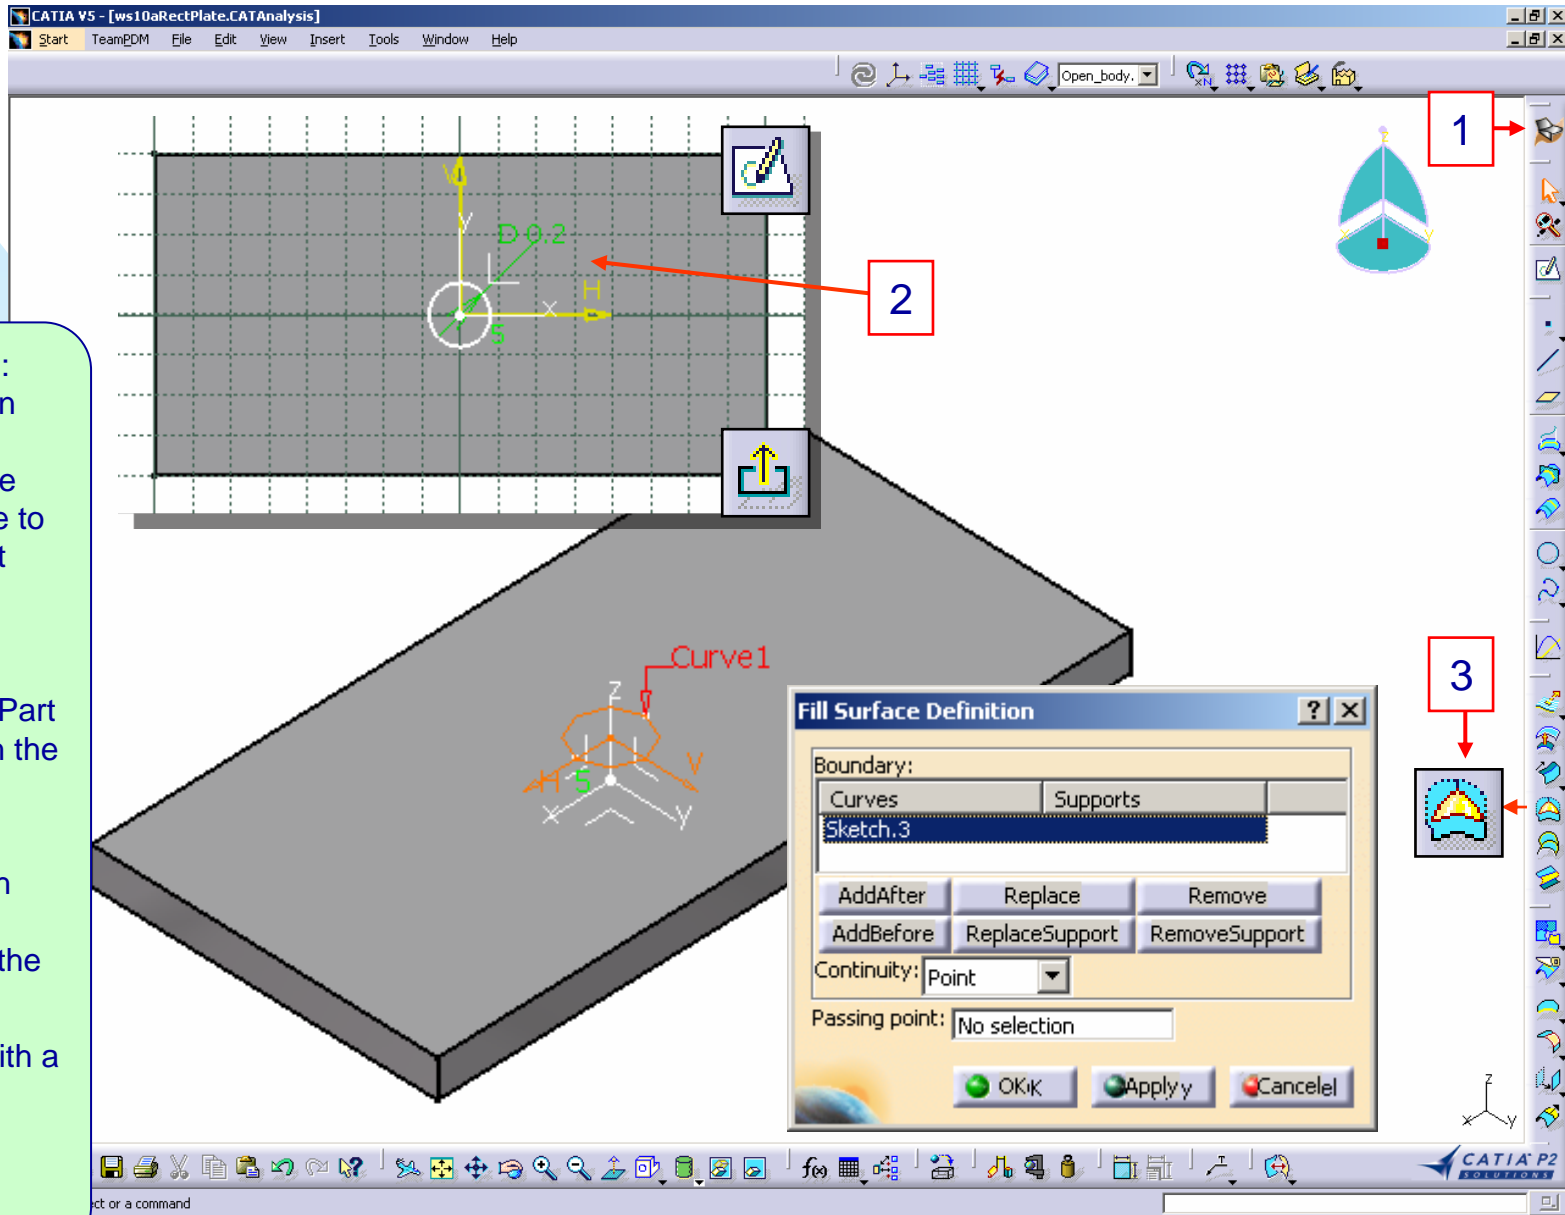 CATIA V5 - [ws10aRectPlate.CATAnalysis]
Start TeamPDM File Edit View Insert Tools Window Help
Open_body.
1
z
x y
V
y
D 0.2
H
x
S
2
:
n
e
e to
t
Part
n the
n
the
ith a
Curve1
z
H S V
x y
3
Fill Surface Definition
Boundary:
Curves Supports
Sketch.3
AddAfter Replace Remove
AddBefore ReplaceSupport RemoveSupport
Continuity: Point
Passing point: No selection
OK Apply Cancel
z
x y
f(x)
CATIA P2
SOLUTIONS
ect or a command